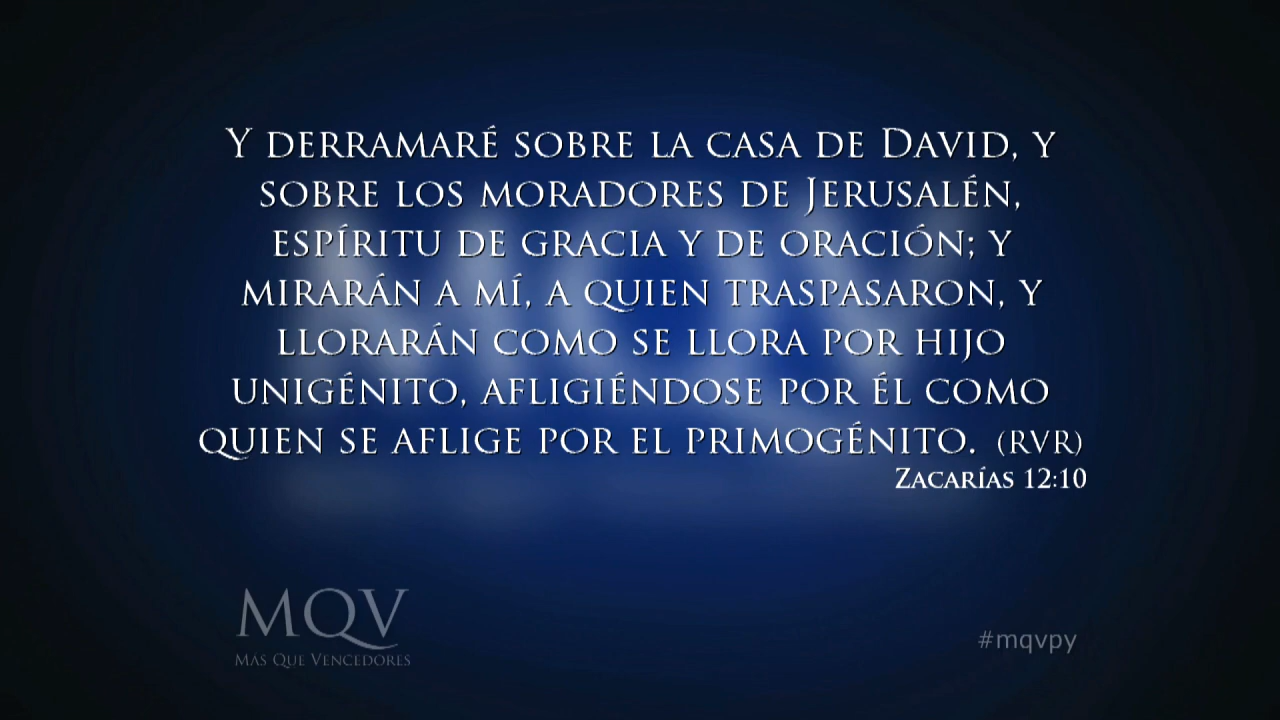 Y derramaré sobre la casa de David, y
sobre los moradores de Jerusalén,
espíritu de gracia y de oración; y
mirarán a mí, a quien traspasaron, y
llorarán como se llora por hijo
unigénito, afligiéndose por él como
quien se aflige por el primogénito. (RVR)
Zacarías 12:10
MQV
Más Que Vencedores
#mqvpy